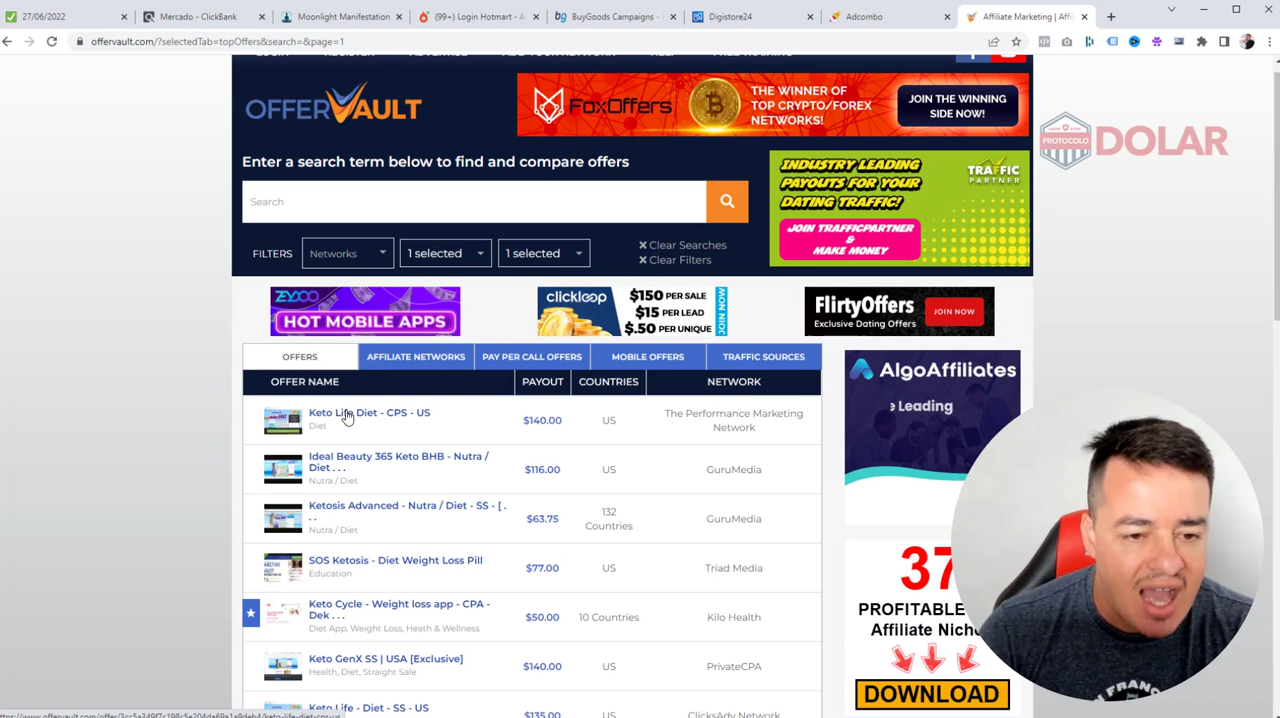 27/06/2022
Mercado - ClickBank
Moonlight Manifestation
(99+) Login Hotmart - A
BuyGoods Campaigns -
Digistore24
Adcombo
Affiliate Marketing | Affi
offervault.com/?selectedTab=topOffers&search=&page=1
OFFERVAULT
FoxOffers
THE WINNER OF
TOP CRYPTO/FOREX
NETWORKS!
JOIN THE WINNING
SIDE NOW!
PROTOCOLO
DOLAR
Enter a search term below to find and compare offers
Search
INDUSTRY LEADING
PAYOUTS FOR YOUR
DATING TRAFFIC!
TRAFFIC
PARTNER
JOIN TRAFFICPARTNER
&
MAKE MONEY
FILTERS
Networks
1 selected
1 selected
Clear Searches
Clear Filters
ZEYDOO
HOT MOBILE APPS
clickloop
$150 PER SALE
$15 PER LEAD
$.50 PER UNIQUE
JOIN NOW
FlirtyOffers
Exclusive Dating Offers
JOIN NOW
OFFERS
AFFILIATE NETWORKS
PAY PER CALL OFFERS
MOBILE OFFERS
TRAFFIC SOURCES
OFFER NAME
PAYOUT
COUNTRIES
NETWORK
Keto Life Diet - CPS - US
Diet
$140.00
US
The Performance Marketing
Network
Ideal Beauty 365 Keto BHB - Nutra /
Diet . . .
Nutra / Diet
$116.00
US
GuruMedia
Ketosis Advanced - Nutra / Diet - SS - [ .
. .
Nutra / Diet
$63.75
132
Countries
GuruMedia
SOS Ketosis - Diet Weight Loss Pill
Education
$77.00
US
Triad Media
Keto Cycle - Weight loss app - CPA -
Dek . . .
Diet App, Weight Loss, Heath & Wellness
$50.00
10 Countries
Kilo Health
Keto GenX SS | USA [Exclusive]
Health, Diet, Straight Sale
$140.00
US
PrivateCPA
Keto Life - Diet - SS - US
$135.00
US
ClicksAdv Network
AlgoAffiliates
Leading
37
PROFITABLE
Affiliate Niche
DOWNLOAD